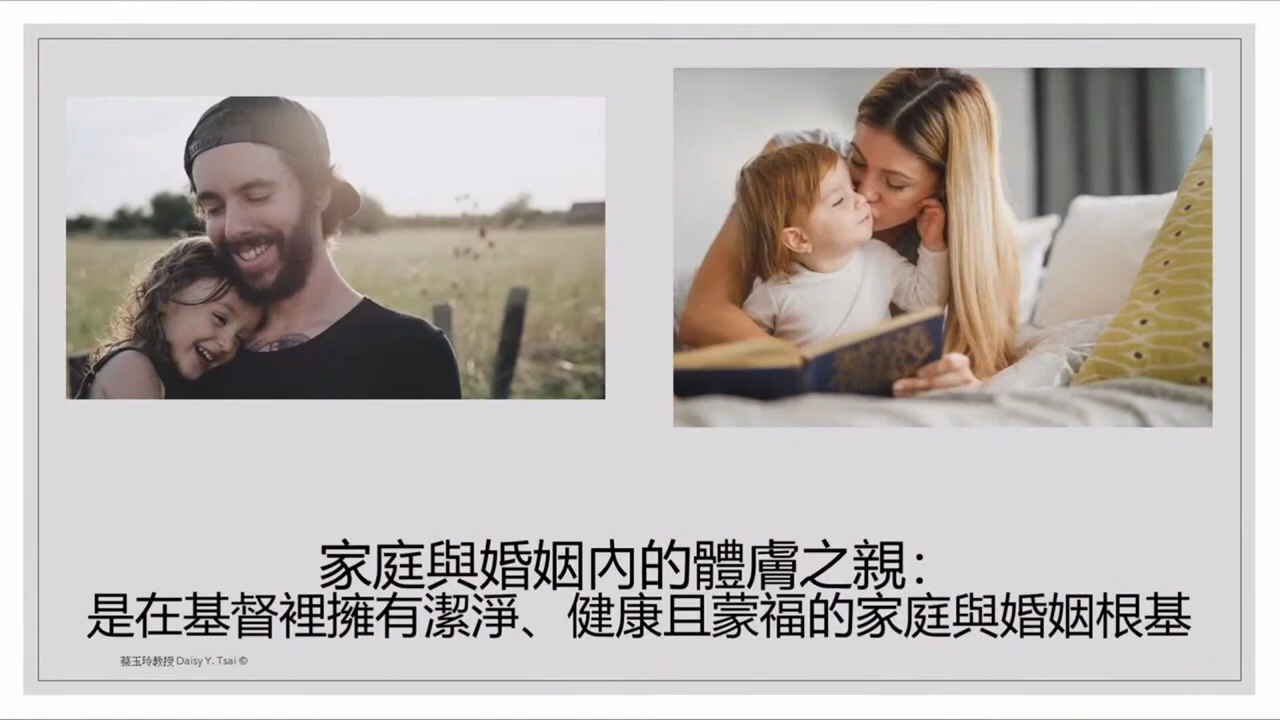 家庭與婚姻內的體膚之親：
是在基督裡擁有潔淨、健康且蒙福的家庭與婚姻根基
蔡玉玲教授 Daisy Y. Tsai ©